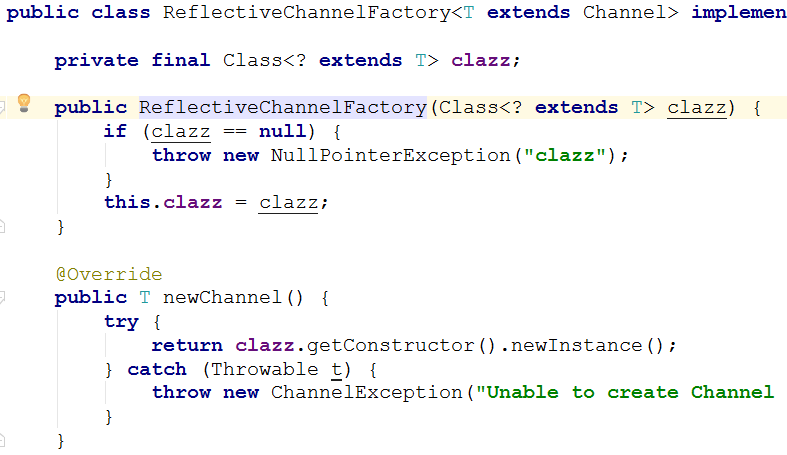 public class ReflectiveChannelFactory<T extends Channel> implemen
private final Class<? extends T> clazz;
public ReflectiveChannelFactory(Class<? extends T> clazz) {
if (clazz == null) {
throw new NullPointerException("clazz");
}
this.clazz = clazz;
}
@Override
public T newChannel() {
try {
return clazz.getConstructor().newInstance();
} catch (Throwable t) {
throw new ChannelException("Unable to create Channel
}
}